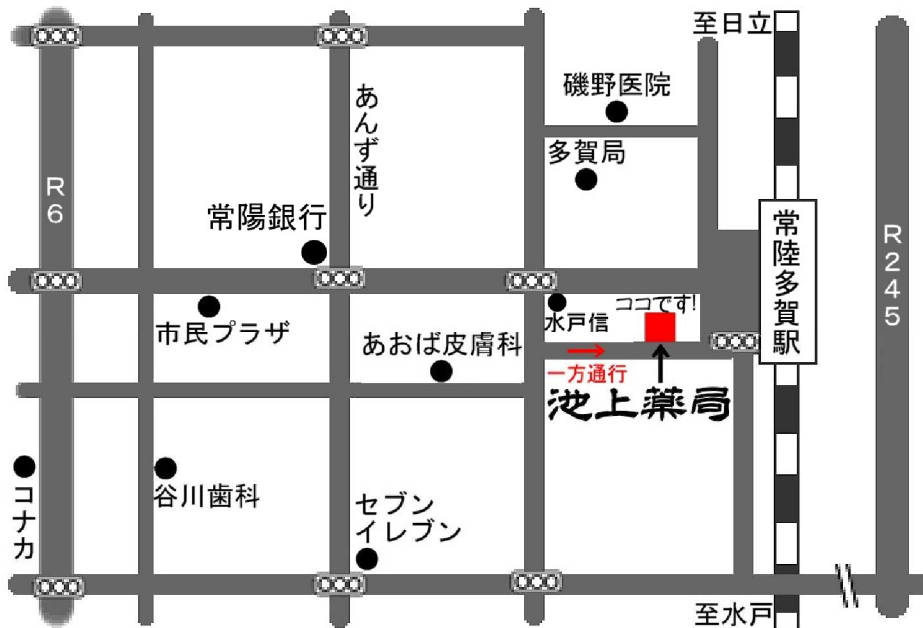 至日立
磯野医院
あんず通り
多賀局
R6
常陽銀行
常陸多賀駅
R245
ココです!
水戸信
市民プラザ
あおば皮膚科
一方通行
池上薬局
コナカ
谷川歯科
セブン
イレブン
至水戸